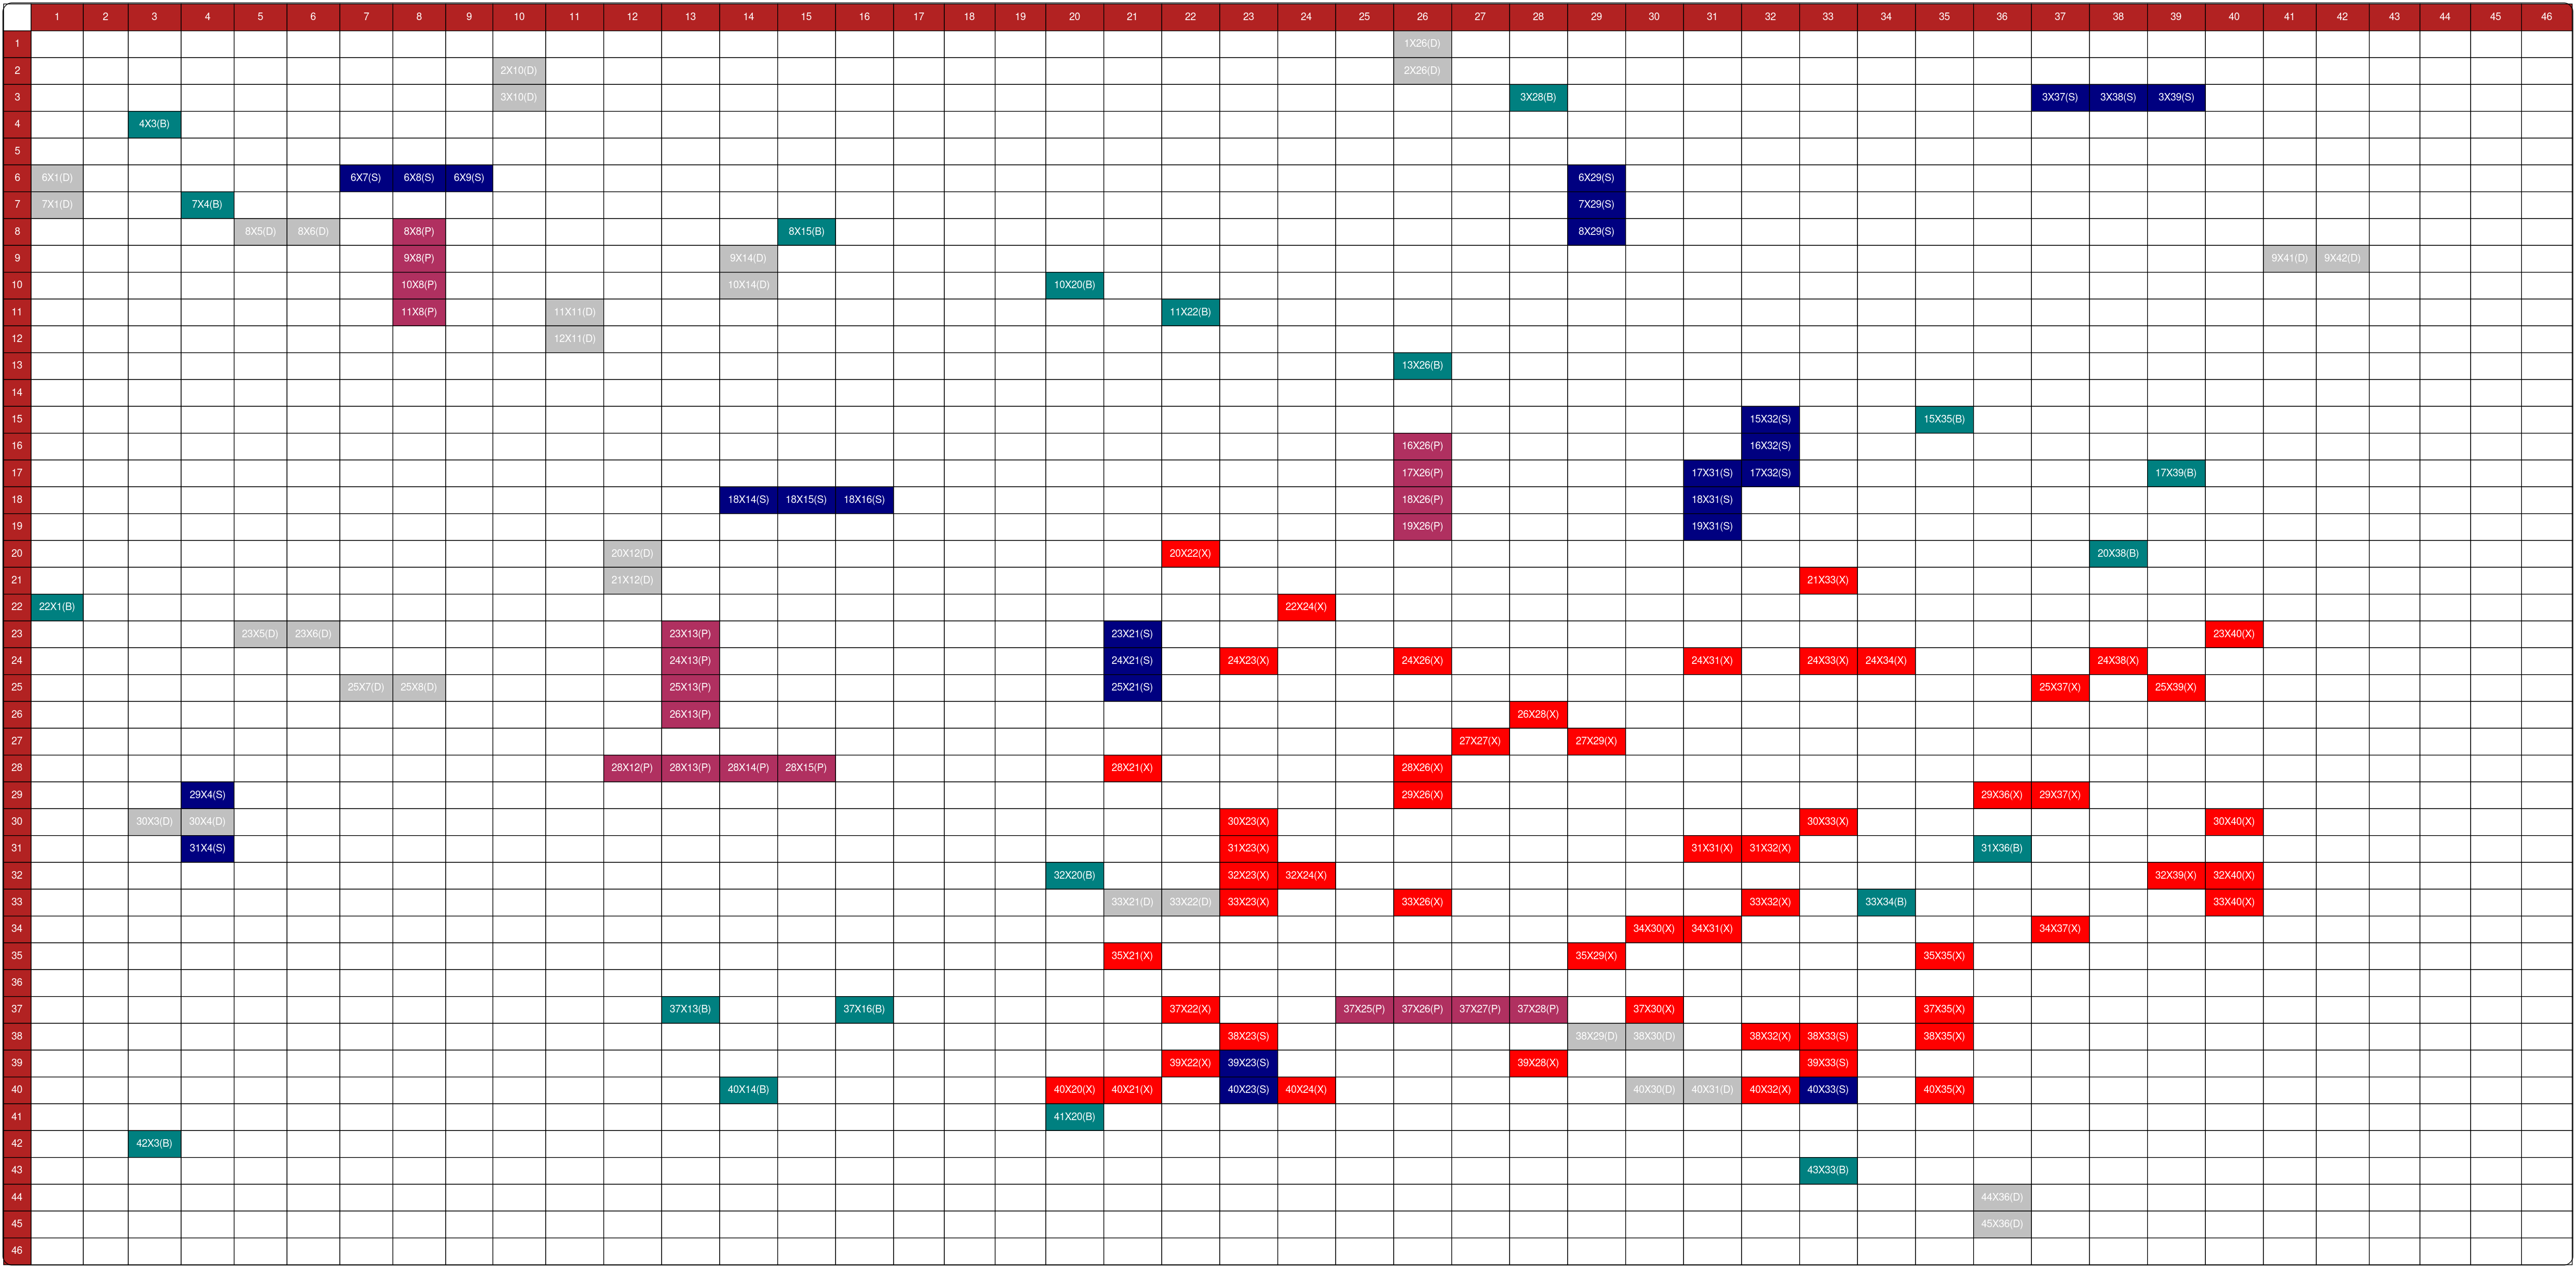 1 2 3 4 5 6 7 8 9 10 11 12 13 14 15 16 17 18 19 20 21 22 23 24 25 26 27 28 29 30 31 32 33 34 35 36 37 38 39 40 41 42 43 44 45 46
1 1X26(D)
2 2X10(D) 2X26(D)
3 3X10(D) 3X28(B) 3X37(S) 3X38(S) 3X39(S)
4 4X3(B)
5
6 6X1(D) 6X7(S) 6X8(S) 6X9(S) 6X29(S)
7 7X1(D) 7X4(B) 7X29(S)
8 8X5(D) 8X6(D) 8X8(P) 8X15(B) 8X29(S)
9 9X8(P) 9X14(D) 9X41(D) 9X42(D)
10 10X8(P) 10X14(D) 10X20(B)
11 11X8(P) 11X11(D) 11X22(B)
12 12X11(D)
13 13X26(B)
14
15 15X32(S) 15X35(B)
16 16X26(P) 16X32(S)
17 17X26(P) 17X31(S) 17X32(S) 17X39(B)
18 18X14(S) 18X15(S) 18X16(S) 18X26(P) 18X31(S)
19 19X26(P) 19X31(S)
20 20X12(D) 20X22(X) 20X38(B)
21 21X12(D) 21X33(X)
22 22X1(B) 22X24(X)
23 23X5(D) 23X6(D) 23X13(P) 23X21(S) 23X40(X)
24 24X13(P) 24X21(S) 24X23(X) 24X26(X) 24X31(X) 24X33(X) 24X34(X) 24X38(X)
25 25X7(D) 25X8(D) 25X13(P) 25X21(S) 25X37(X) 25X39(X)
26 26X13(P) 26X28(X)
27 27X27(X) 27X29(X)
28 28X12(P) 28X13(P) 28X14(P) 28X15(P) 28X21(X) 28X26(X)
29 29X4(S) 29X26(X) 29X36(X) 29X37(X)
30 30X3(D) 30X4(D) 30X23(X) 30X33(X) 30X40(X)
31 31X4(S) 31X23(X) 31X31(X) 31X32(X) 31X36(B)
32 32X20(B) 32X23(X) 32X24(X) 32X39(X) 32X40(X)
33 33X21(D) 33X22(D) 33X23(X) 33X26(X) 33X32(X) 33X34(B) 33X40(X)
34 34X30(X) 34X31(X) 34X37(X)
35 35X21(X) 35X29(X) 35X35(X)
36
37 37X13(B) 37X16(B) 37X22(X) 37X25(P) 37X26(P) 37X27(P) 37X28(P) 37X30(X) 37X35(X)
38 38X23(S) 38X29(D) 38X30(D) 38X32(X) 38X33(S) 38X35(X)
39 39X22(X) 39X23(S) 39X28(X) 39X33(S)
40 40X14(B) 40X20(X) 40X21(X) 40X23(S) 40X24(X) 40X30(D) 40X31(D) 40X32(X) 40X33(S) 40X35(X)
41 41X20(B)
42 42X3(B)
43 43X33(B)
44 44X36(D)
45 45X36(D)
46